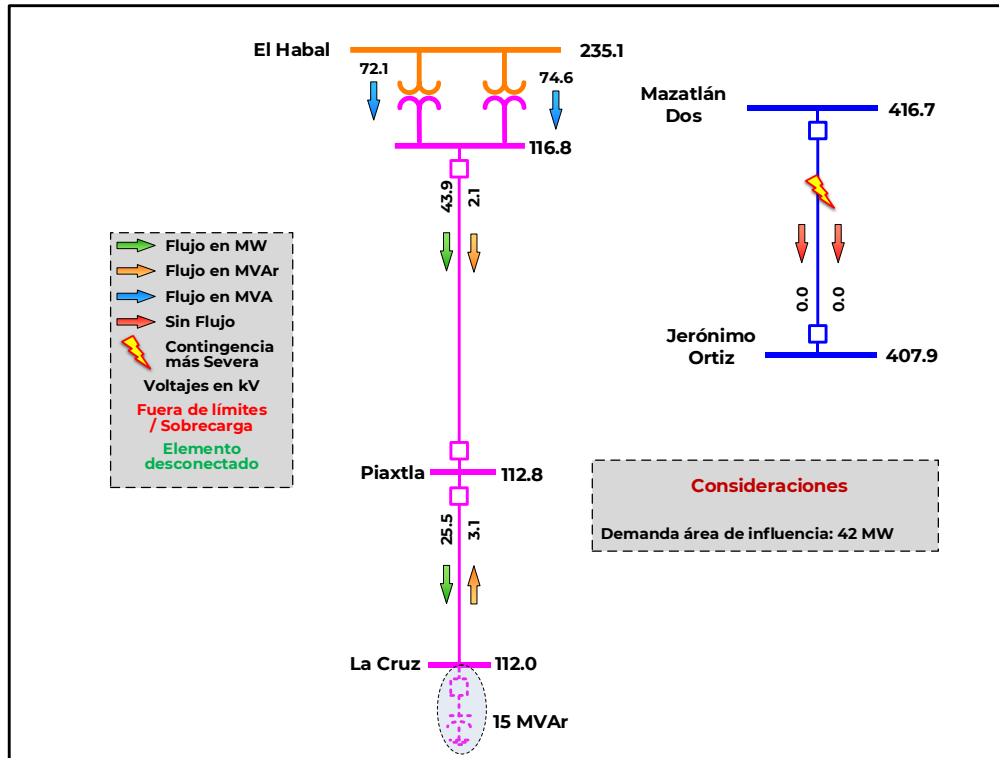 El Habal
235.1
72.1
74.6
116.8
43.9
2.1
Mazatlán
Dos
416.7
0.0
0.0
Jerónimo
Ortiz
407.9
Flujo en MW
Flujo en MVAr
Flujo en MVA
Sin Flujo
Contingencia
más Severa
Voltajes en kV
Fuera de límites
/ Sobrecarga
Elemento
desconectado
Piaxtla
112.8
25.5
3.1
Consideraciones
Demanda área de influencia: 42 MW
La Cruz
112.0
15 MVAr